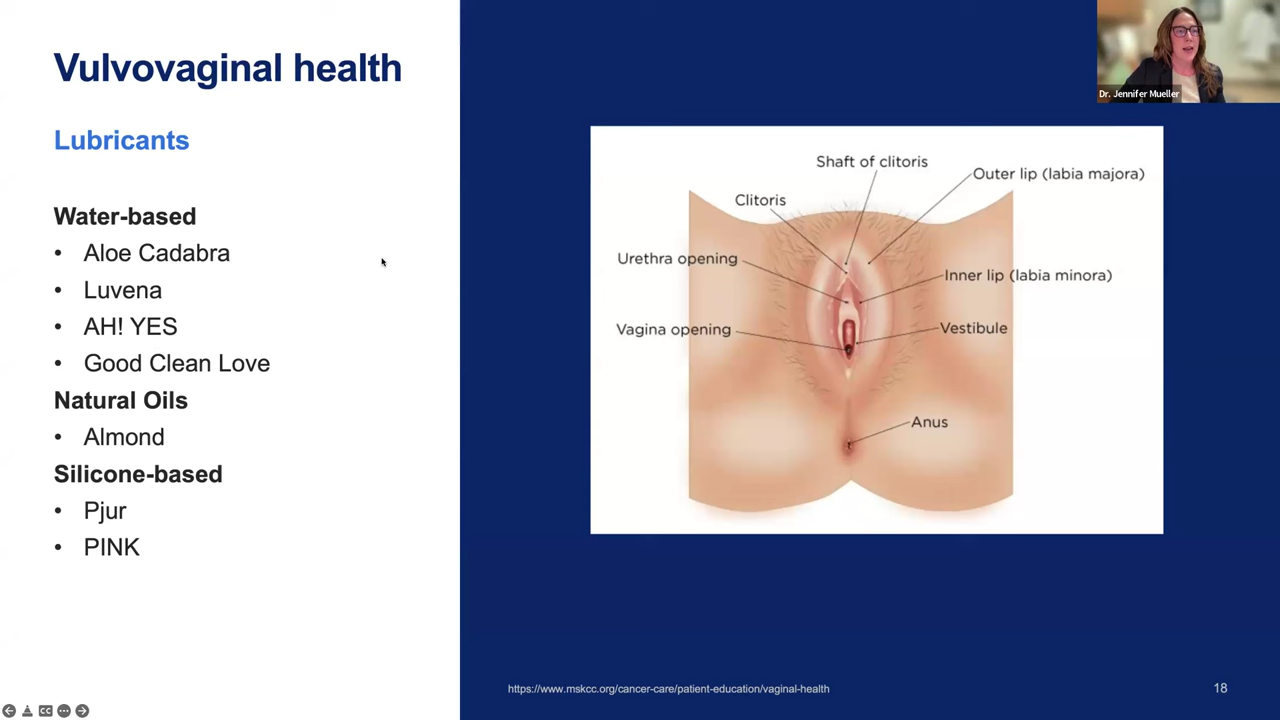 Vulvovaginal health
Lubricants
Water-based
• Aloe Cadabra
• Luvena
• AH! YES
• Good Clean Love
Natural Oils
• Almond
Silicone-based
• Pjur
• PINK
Dr. Jennifer Mueller
Shaft of clitoris
Outer lip (labia majora)
Clitoris
Urethra opening
Inner lip (labia minora)
Vagina opening
Vestibule
Anus
https://www.mskcc.org/cancer-care/patient-education/vaginal-health
18
CC